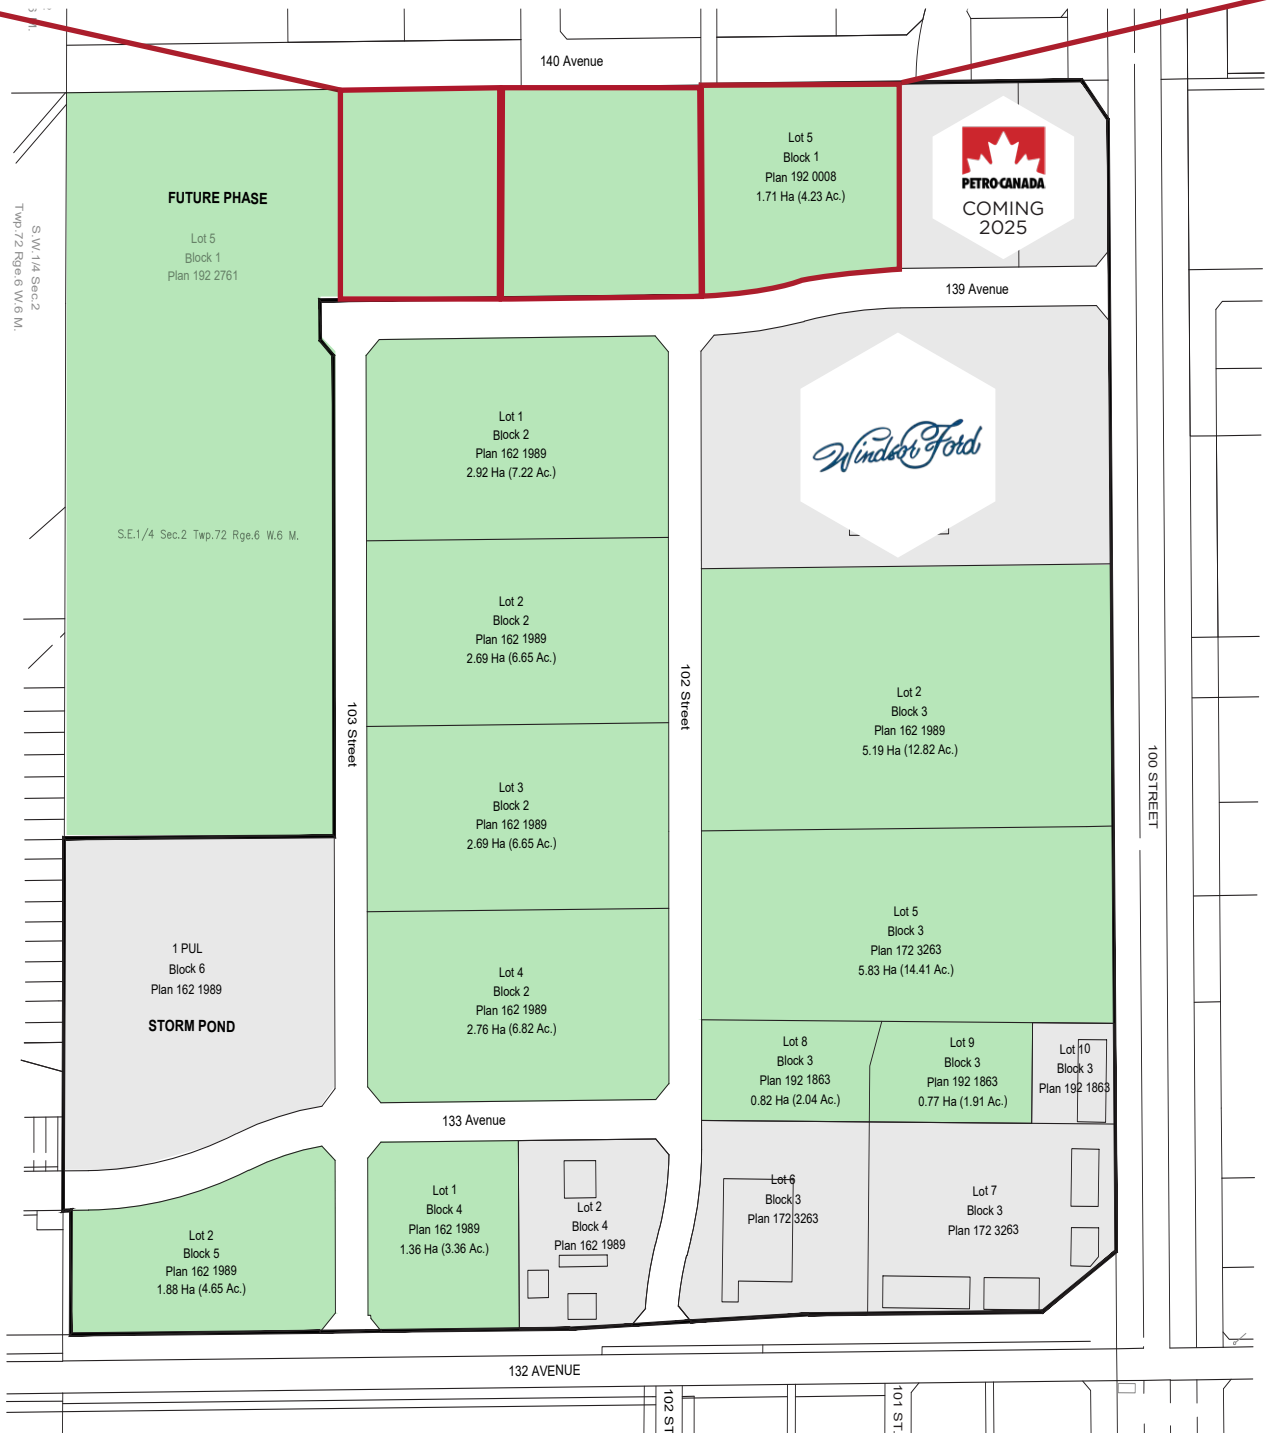 140 Avenue
FUTURE PHASE
Lot 5
Block 1
Plan 192 2761
S.W.1/4 Sec.2
Twp.72 Rge.6 W.6 M.
Lot 5
Block 1
Plan 192 0008
1.71 Ha (4.23 Ac.)
PETRO-CANADA
COMING
2025
139 Avenue
Lot 1
Block 2
Plan 162 1989
2.92 Ha (7.22 Ac.)
Windsor Ford
S.E.1/4 Sec.2 Twp.72 Rge.6 W.6 M.
Lot 2
Block 2
Plan 162 1989
2.69 Ha (6.65 Ac.)
103 Street
102 Street
Lot 2
Block 3
Plan 162 1989
5.19 Ha (12.82 Ac.)
100 STREET
Lot 3
Block 2
Plan 162 1989
2.69 Ha (6.65 Ac.)
Lot 5
Block 3
Plan 172 3263
5.83 Ha (14.41 Ac.)
1 PUL
Block 6
Plan 162 1989
STORM POND
Lot 4
Block 2
Plan 162 1989
2.76 Ha (6.82 Ac.)
Lot 8
Block 3
Plan 192 1863
0.82 Ha (2.04 Ac.)
Lot 9
Block 3
Plan 192 1863
0.77 Ha (1.91 Ac.)
Lot 10
Block 3
Plan 192 1863
133 Avenue
Lot 2
Block 5
Plan 162 1989
1.88 Ha (4.65 Ac.)
Lot 1
Block 4
Plan 162 1989
1.36 Ha (3.36 Ac.)
Lot 2
Block 4
Plan 162 1989
Lot 6
Block 3
Plan 172 3263
Lot 7
Block 3
Plan 172 3263
132 AVENUE
102 ST
101 ST.